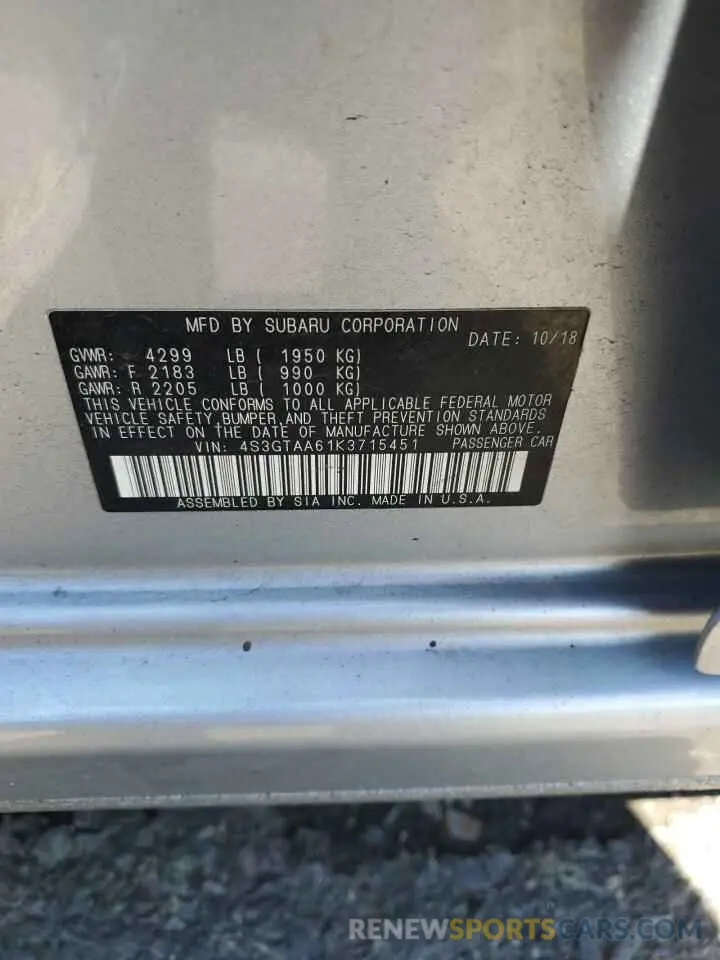 MFD BY SUBARU CORPORATION DATE: 10/18
GVWR: 4299 LB ( 1950 KG)
GAWR: F 2183 LB ( 990 KG)
GAWR: R 2205 LB ( 1000 KG)
THIS VEHICLE CONFORMS TO ALL APPLICABLE FEDERAL MOTOR
VEHICLE SAFETY, BUMPER, AND THEFT PREVENTION STANDARDS
IN EFFECT ON THE DATE OF MANUFACTURE SHOWN ABOVE.
VIN: 4S3GTAA61K3715451 PASSENGER CAR
ASSEMBLED BY SIA INC. MADE IN U.S.A.
RENEWSPORTSCARS.COM